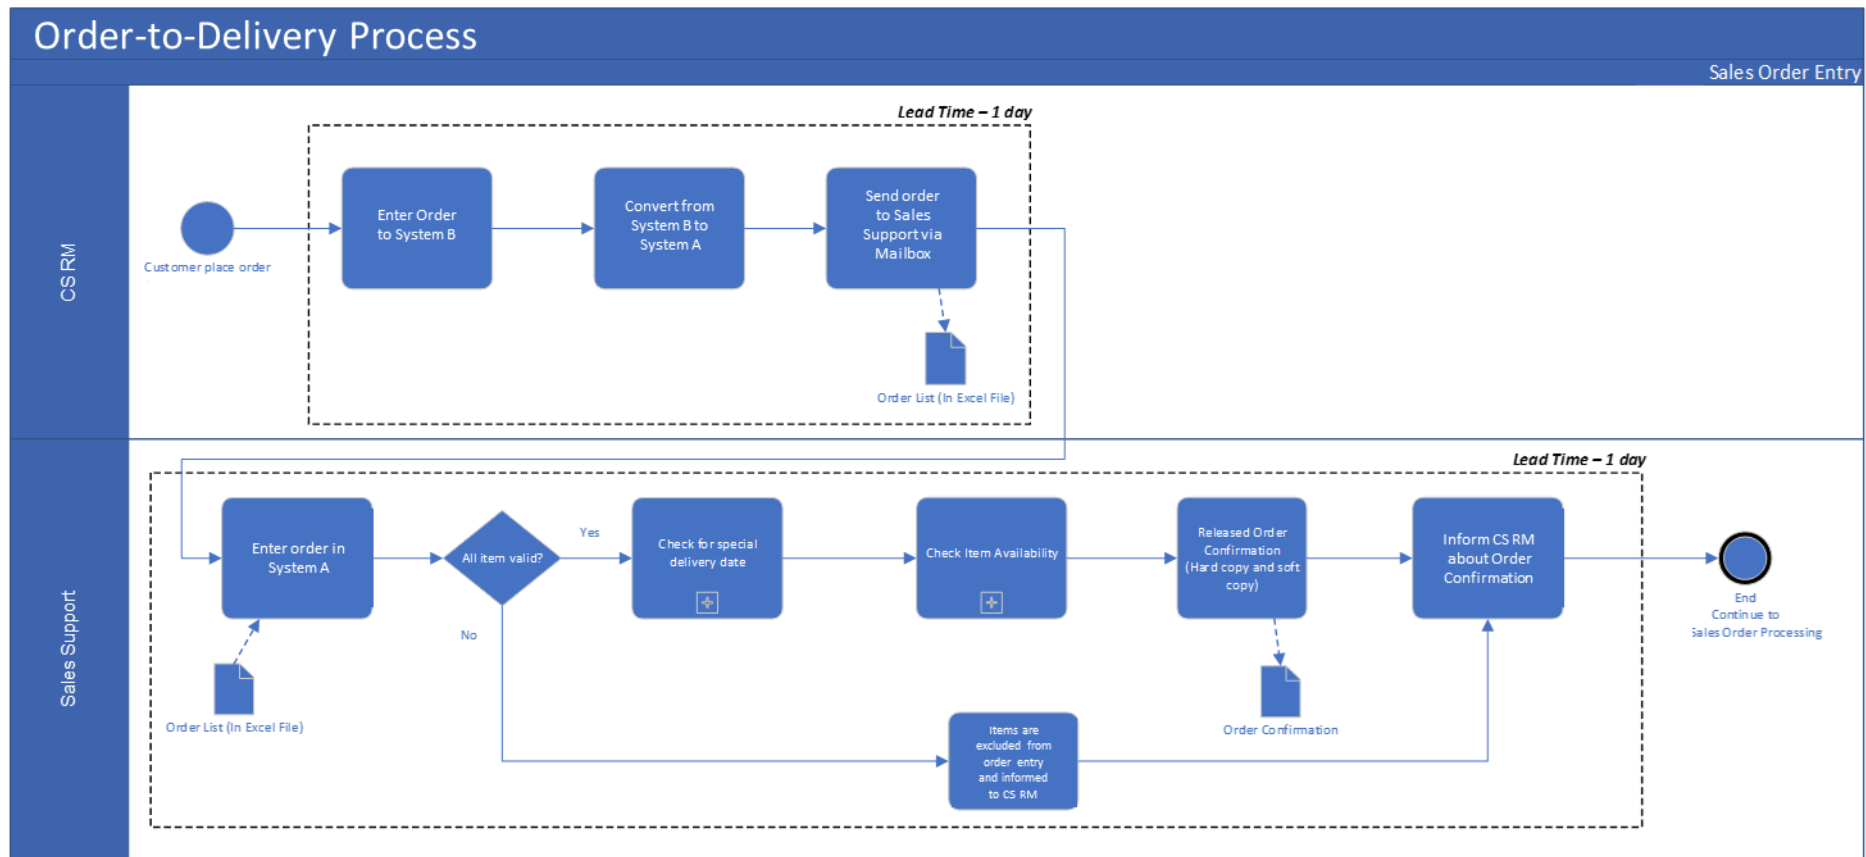 Order-to-Delivery Process
Sales Order Entry
CS RM
Lead Time – 1 day
Customer place order
Enter Order
to System B
Convert from
System B to
System A
Send order
to Sales
Support via
Mailbox
Order List (In Excel File)
Sales Support
Lead Time – 1 day
Enter order in
System A
Order List (In Excel File)
All item valid?
Yes
No
Check for special
delivery date
Check Item Availability
Released Order
Confirmation
(Hard copy and soft
copy)
Order Confirmation
Items are
excluded from
order entry
and informed
to CS RM
Inform CS RM
about Order
Confirmation
End
Continue to
Sales Order Processing